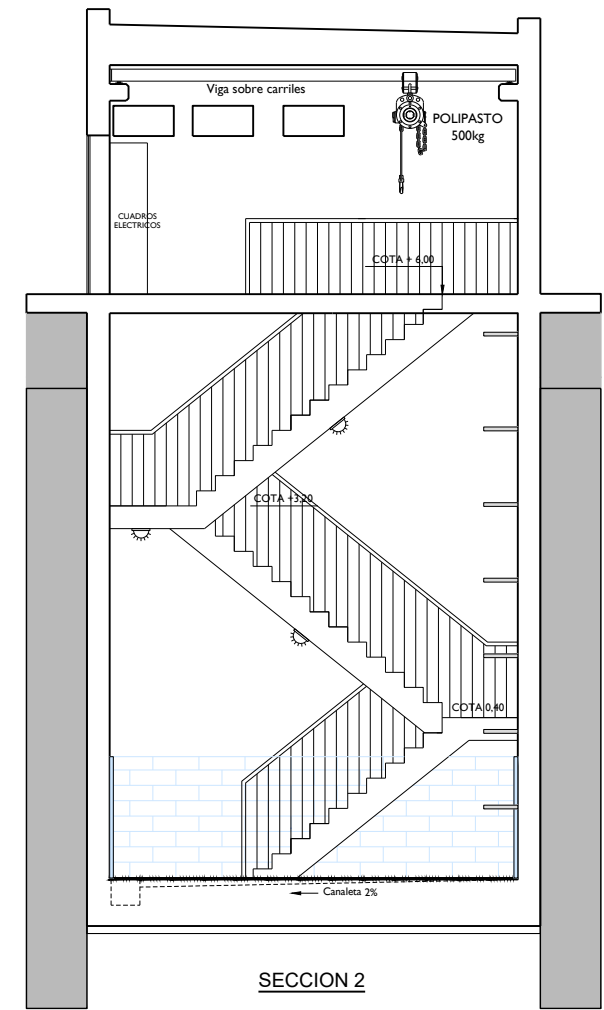 Viga sobre carriles
POLIPASTO
500kg
CUADROS
ELECTRICOS
COTA + 6,00
COTA +3,20
COTA 0,40
Canaleta 2%
SECCION 2